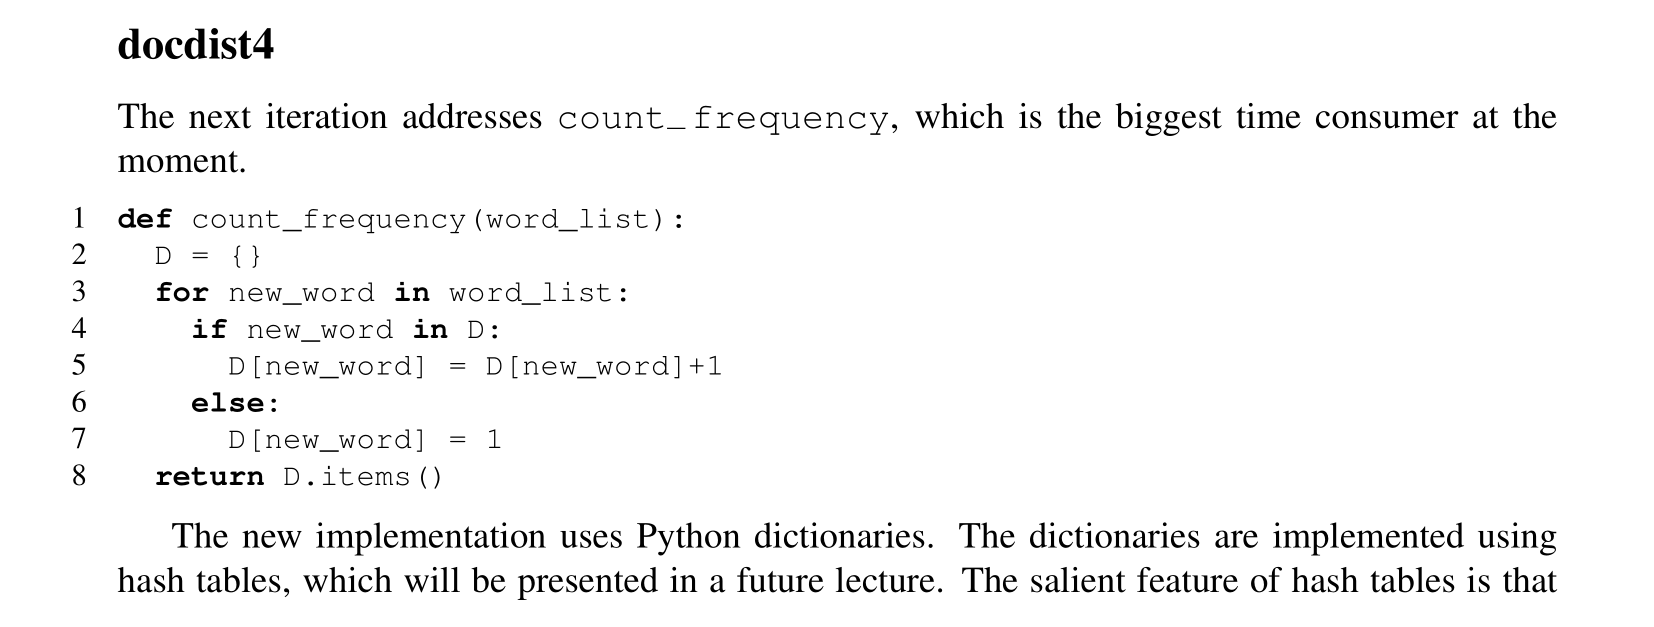 docdist4
The next iteration addresses count_frequency, which is the biggest time consumer at the
moment.
1 def count_frequency(word_list):
2   D = {}
3   for new_word in word_list:
4     if new_word in D:
5       D[new_word] = D[new_word]+1
6     else:
7       D[new_word] = 1
8   return D.items()
The new implementation uses Python dictionaries. The dictionaries are implemented using
hash tables, which will be presented in a future lecture. The salient feature of hash tables is that